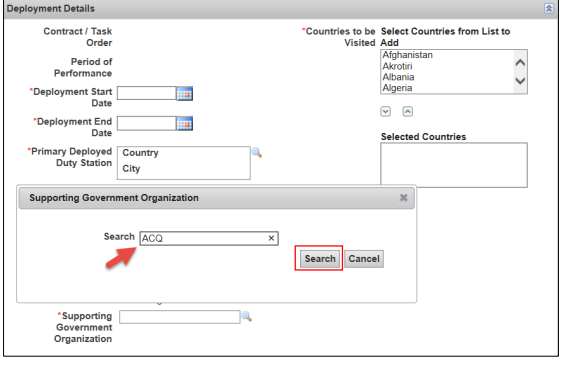 Deployment Details
Contract / Task
Order
Period of
Performance
*Deployment Start
Date
*Deployment End
Date
*Primary Deployed
Duty Station
Country
City
*Countries to be
Visited
Select Countries from List to
Add
Afghanistan
Akrotiri
Albania
Algeria
Selected Countries
Supporting Government Organization
Search
ACQ
Search
Cancel
*Supporting
Government
Organization